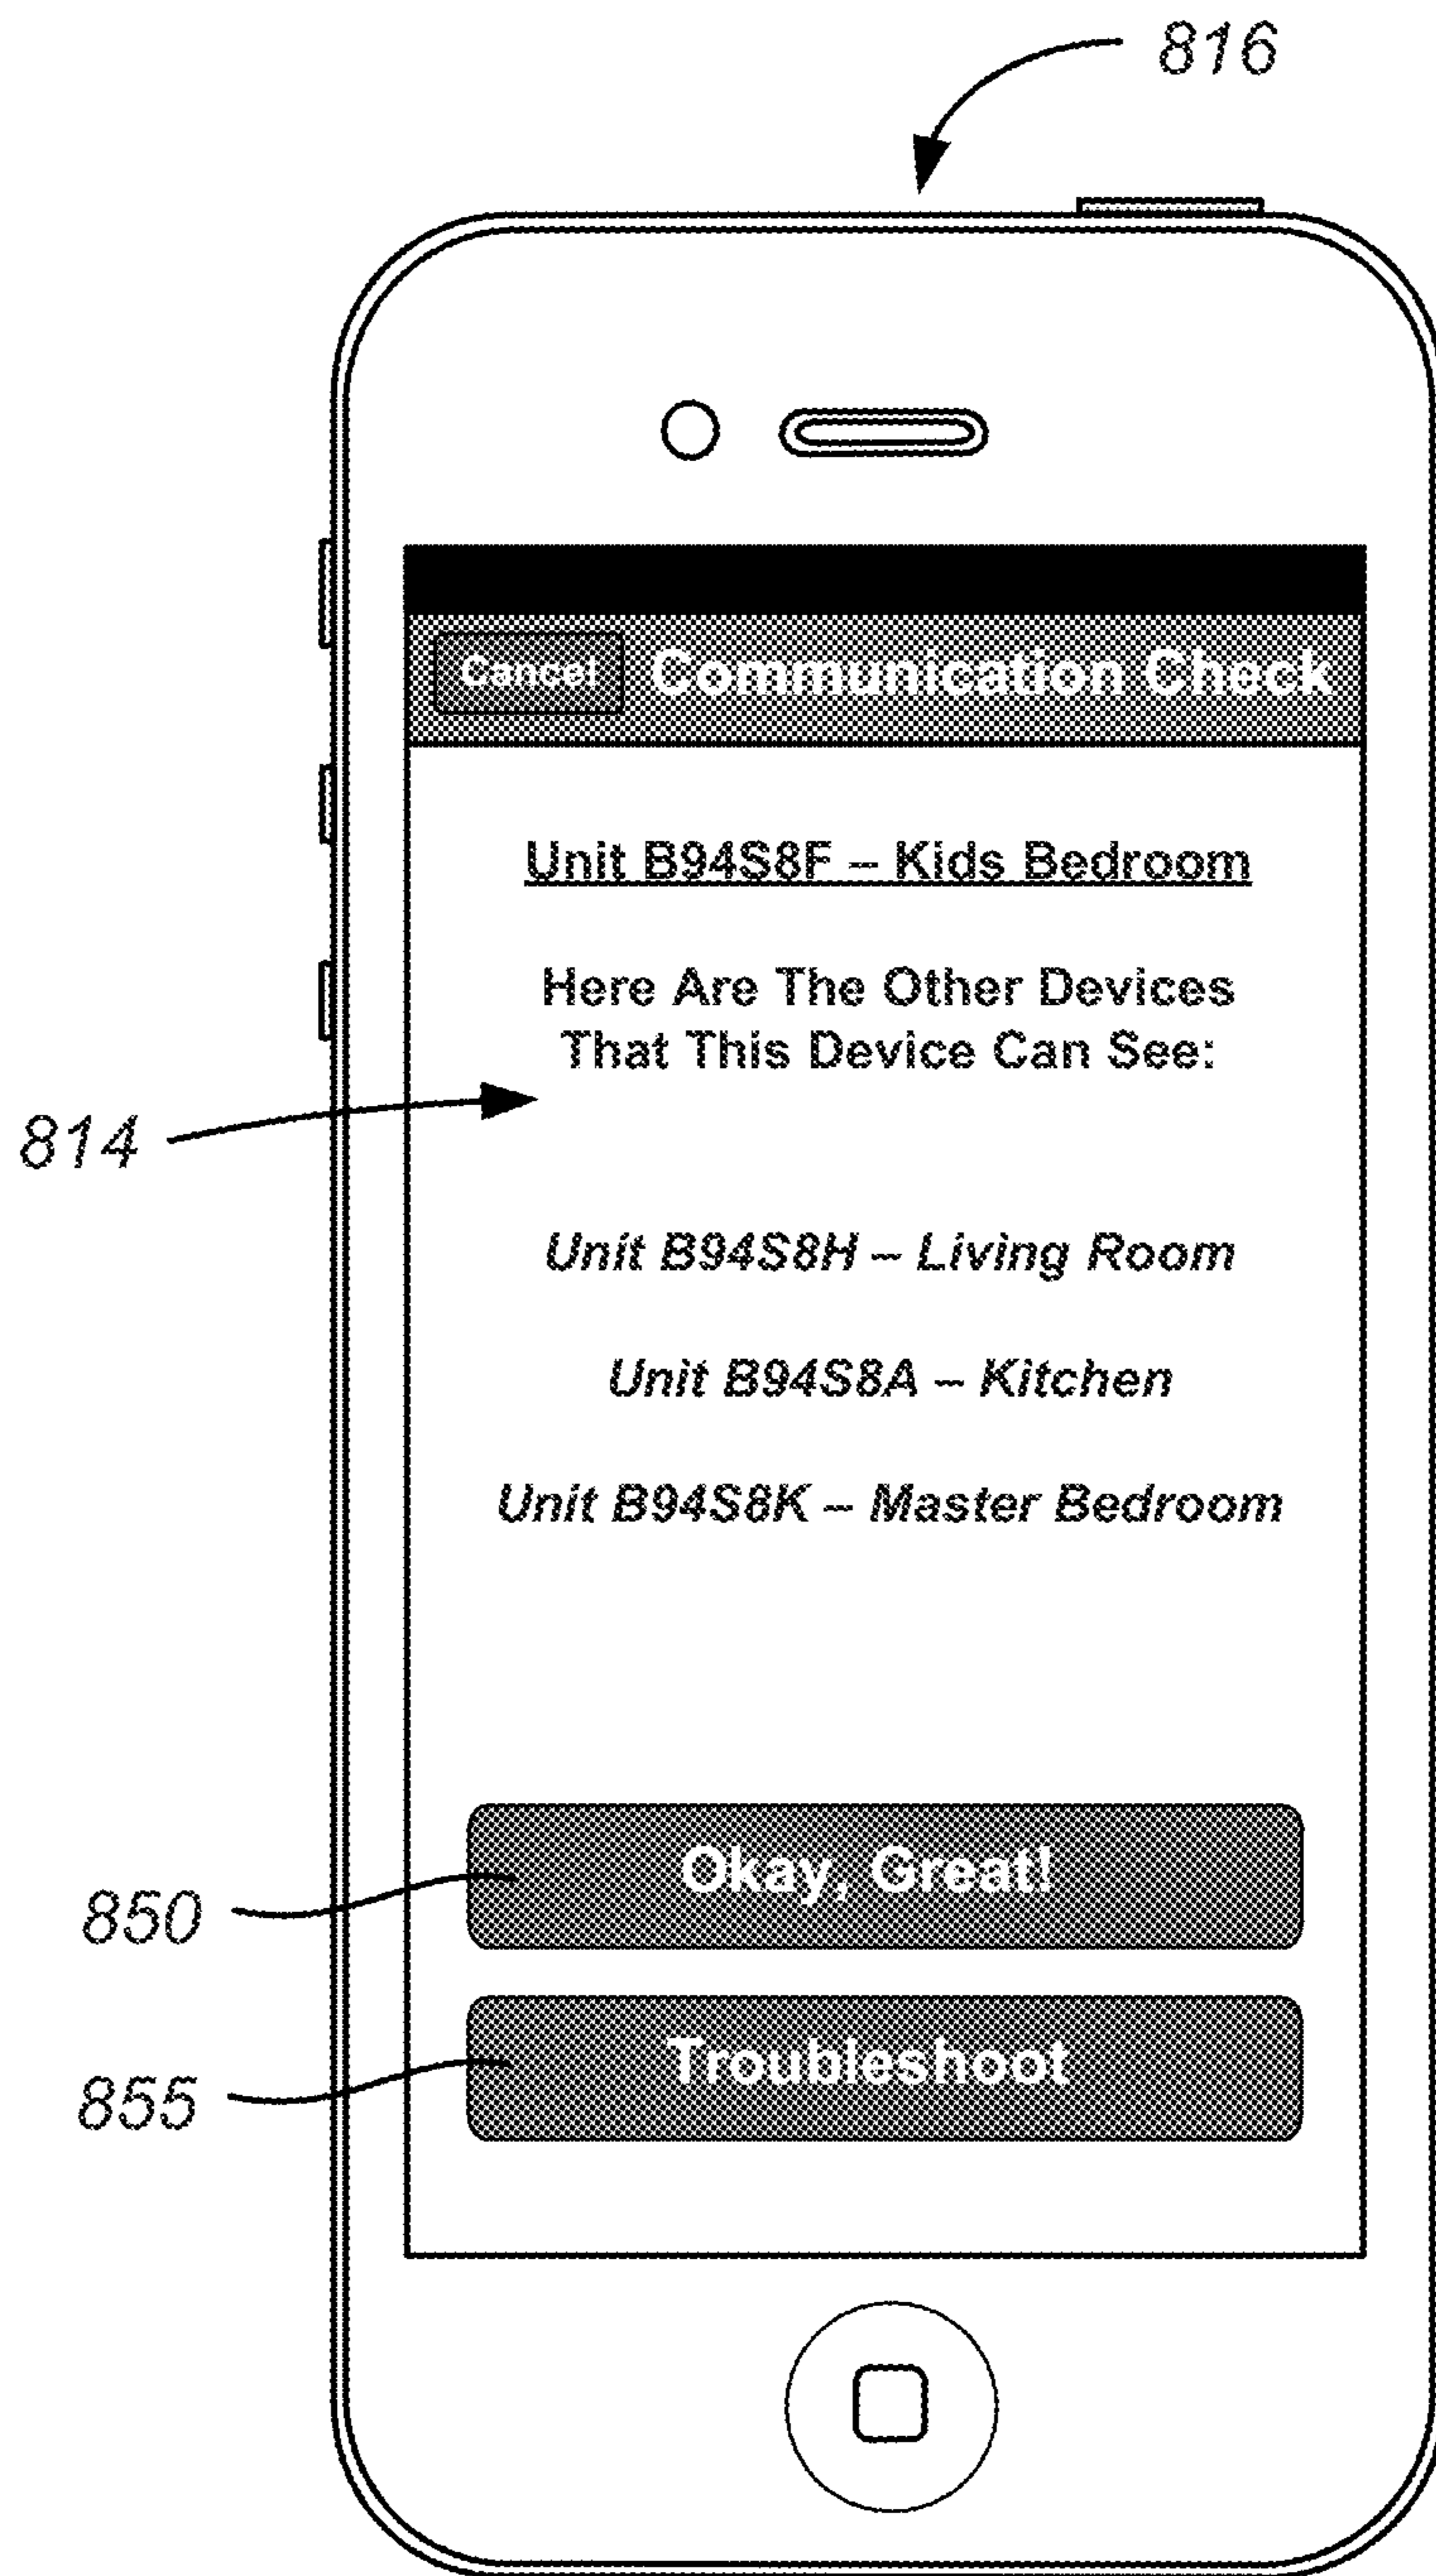 816
Cancel Communication Check
Unit B94S8F – Kids Bedroom
Here Are The Other Devices
That This Device Can See:
814
Unit B94S8H – Living Room
Unit B94S8A – Kitchen
Unit B94S8K – Master Bedroom
Okay, Great!
850
Troubleshoot
855